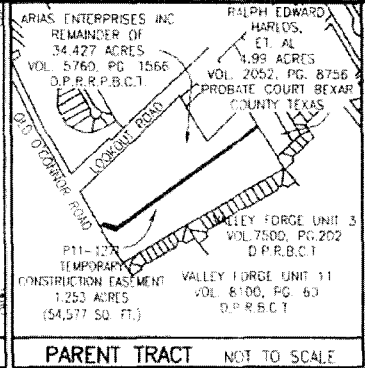 ARIAS ENTERPRISES INC
REMAINDER OF
34.427 ACRES
VOL. 5760, PG 1566
D.P.R.R.P.B.C.T.
RALPH EDWARD
HARLOS,
ET. AL
4.99 ACRES
VOL. 2052, PG. 8756
PROBATE COURT BEXAR
COUNTY TEXAS
LOOKOUT ROAD
OLD O'CONNOR ROAD
TEMPORARY
CONSTRUCTION EASEMENT
1.253 ACRES
(54,577 SQ. FT.)
VALLEY FORGE UNIT 3
VOL.7500, PG.202
D.P.R.B.C.T
VALLEY FORGE UNIT 11
VOL. 8100, PG. 60
D.P.R.B.C.T
PARENT TRACT NOT TO SCALE